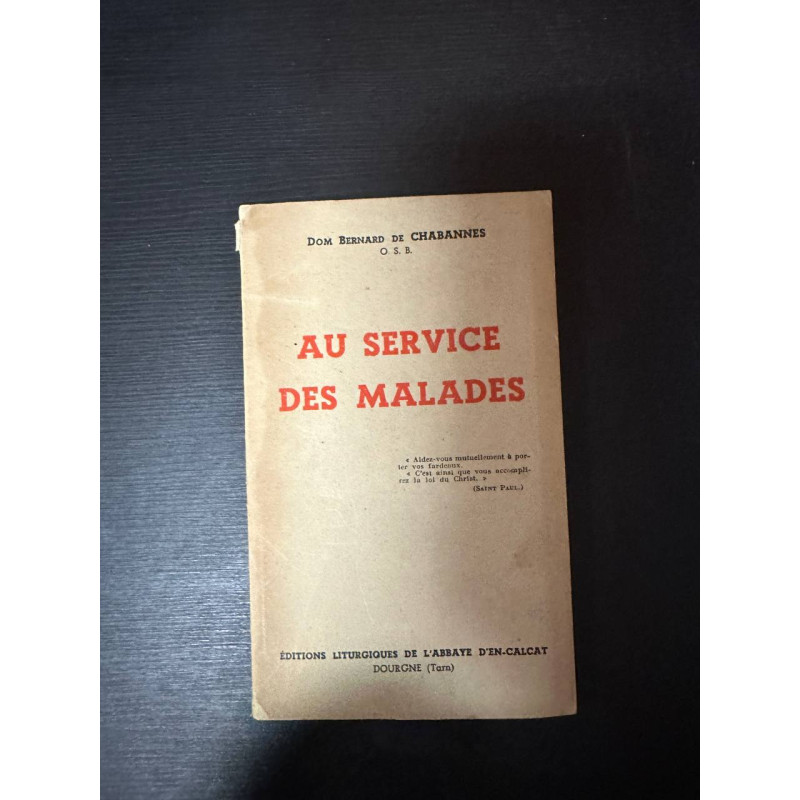 Dom Bernard de CHABANNES
O. S. B.
AU SERVICE
DES MALADES
« Aidez-vous mutuellement à por-
ter vos fardeaux.
« C'est ainsi que vous accompli-
rez la loi du Christ. »
(Saint Paul.)
ÉDITIONS LITURGIQUES DE L'ABBAYE D'EN-CALCAT
DOURGNE (Tarn)